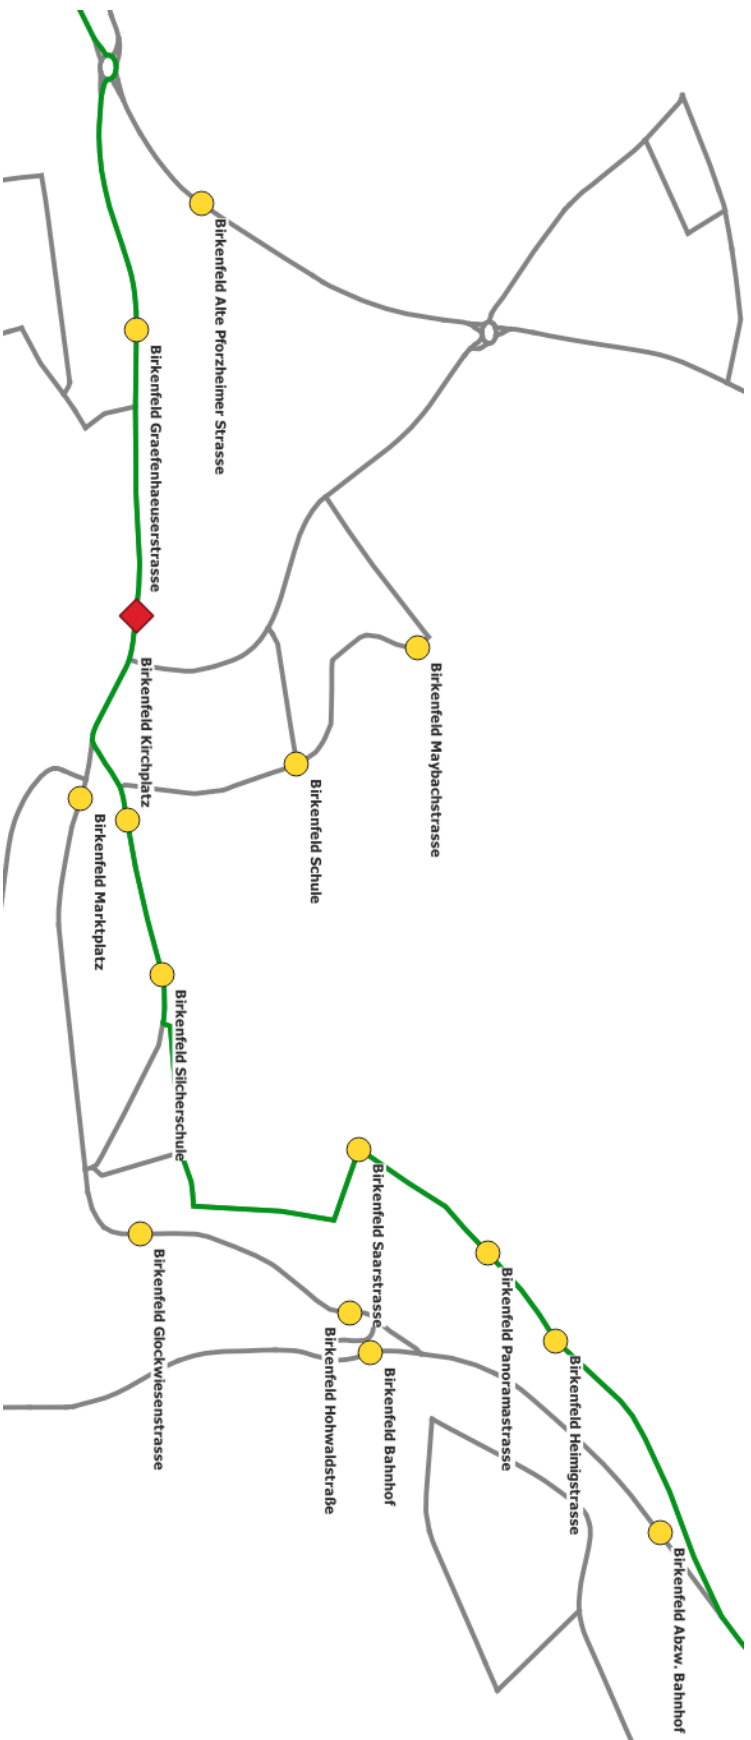 Birkenfeld Alte Pforzheimer Strasse
Birkenfeld Graefenhaeuserstrasse
Birkenfeld Kirchplatz
Birkenfeld Maybachstrasse
Birkenfeld Schule
Birkenfeld Marktplatz
Birkenfeld Silcherschule
Birkenfeld Saarstrasse
Birkenfeld Glockwiesenstrasse
Birkenfeld Panoramastrasse
Birkenfeld Hohwaldstraße
Birkenfeld Heimigstrasse
Birkenfeld Bahnhof
Birkenfeld Abzw. Bahnhof